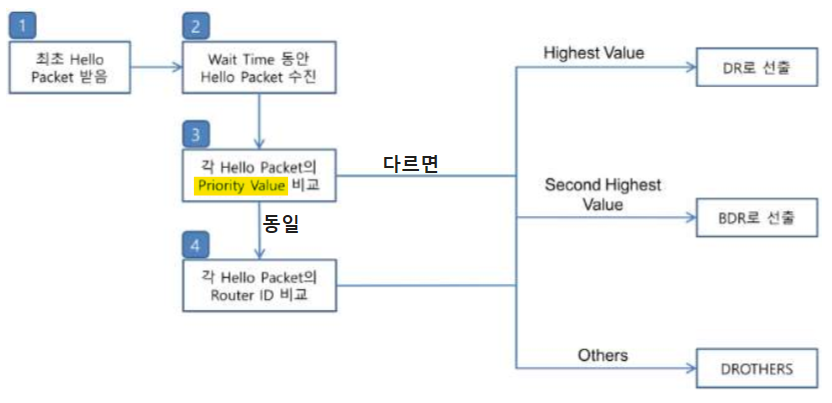 1
최초 Hello
Packet 받음
2
Wait Time 동안
Hello Packet 수진
3
각 Hello Packet의
Priority Value 비교
다르면
동일
4
각 Hello Packet의
Router ID 비교
Highest Value
DR로 선출
Second Highest
Value
BDR로 선출
Others
DROTHERS